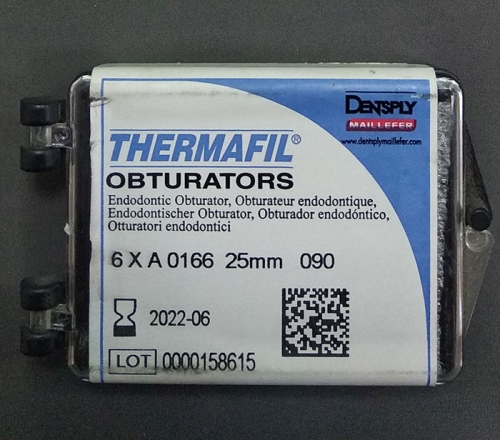 DENTSPLY
MAILLEFER
www.dentsplymaillefer.com
THERMAFIL®
OBTURATORS
Endodontic Obturator, Obturateur endodontique,
Endodontischer Obturator, Obturador endodóntico,
Otturatori endodontici
6 X A 0166 25mm 090
2022-06
LOT 0000158615